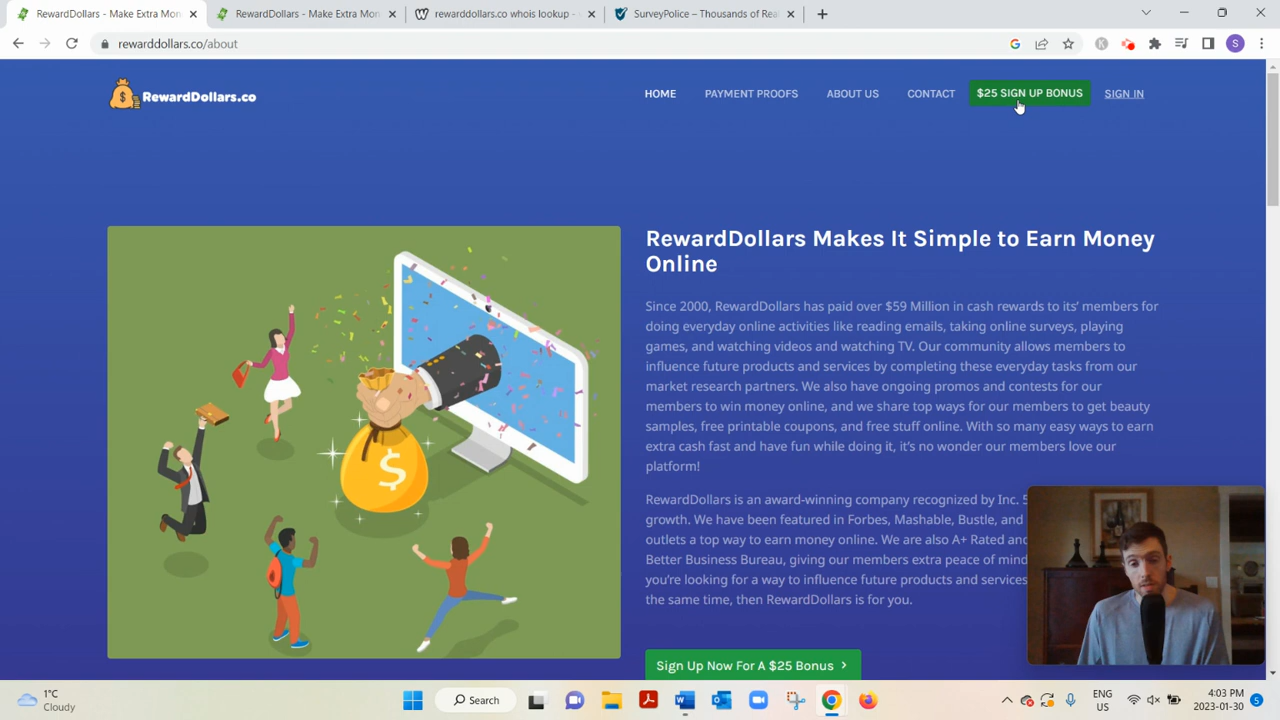 RewardDollars - Make Extra Mon
RewardDollars - Make Extra Mon
rewarddollars.co whois lookup -
SurveyPolice – Thousands of Rea
rewarddollars.co/about
S
RewardDollars.co
HOME
PAYMENT PROOFS
ABOUT US
CONTACT
$25 SIGN UP BONUS
SIGN IN
RewardDollars Makes It Simple to Earn Money
Online
Since 2000, RewardDollars has paid over $59 Million in cash rewards to its' members for
doing everyday online activities like reading emails, taking online surveys, playing
games, and watching videos and watching TV. Our community allows members to
influence future products and services by completing these everyday tasks from our
market research partners. We also have ongoing promos and contests for our
members to win money online, and we share top ways for our members to get beauty
samples, free printable coupons, and free stuff online. With so many easy ways to earn
extra cash fast and have fun while doing it, it's no wonder our members love our
platform!
RewardDollars is an award-winning company recognized by Inc. 5
growth. We have been featured in Forbes, Mashable, Bustle, and
outlets a top way to earn money online. We are also A+ Rated and
Better Business Bureau, giving our members extra peace of mind
you're looking for a way to influence future products and services
the same time, then RewardDollars is for you.
Sign Up Now For A $25 Bonus
1°C
Cloudy
Search
ENG
US
4:03 PM
2023-01-30
5